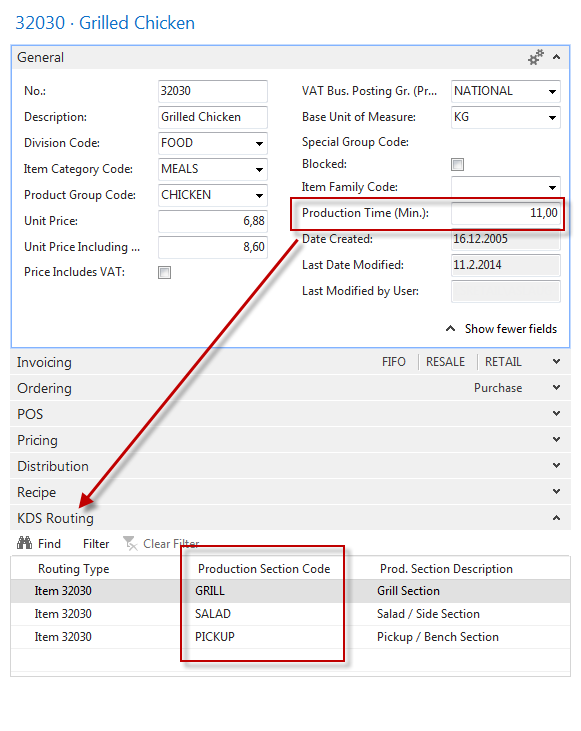 32030 · Grilled Chicken
General
No.: 32030
Description: Grilled Chicken
Division Code: FOOD
Item Category Code: MEALS
Product Group Code: CHICKEN
Unit Price: 6,88
Unit Price Including ... 8,60
Price Includes VAT:
VAT Bus. Posting Gr. (Pr... NATIONAL
Base Unit of Measure: KG
Special Group Code:
Blocked:
Item Family Code:
Production Time (Min.): 11,00
Date Created: 16.12.2005
Last Date Modified: 11.2.2014
Last Modified by User:
Show fewer fields
Invoicing FIFO RESALE RETAIL
Ordering Purchase
POS
Pricing
Distribution
Recipe
KDS Routing
Find Filter Clear Filter
Routing Type Production Section Code Prod. Section Description
Item 32030 GRILL Grill Section
Item 32030 SALAD Salad / Side Section
Item 32030 PICKUP Pickup / Bench Section